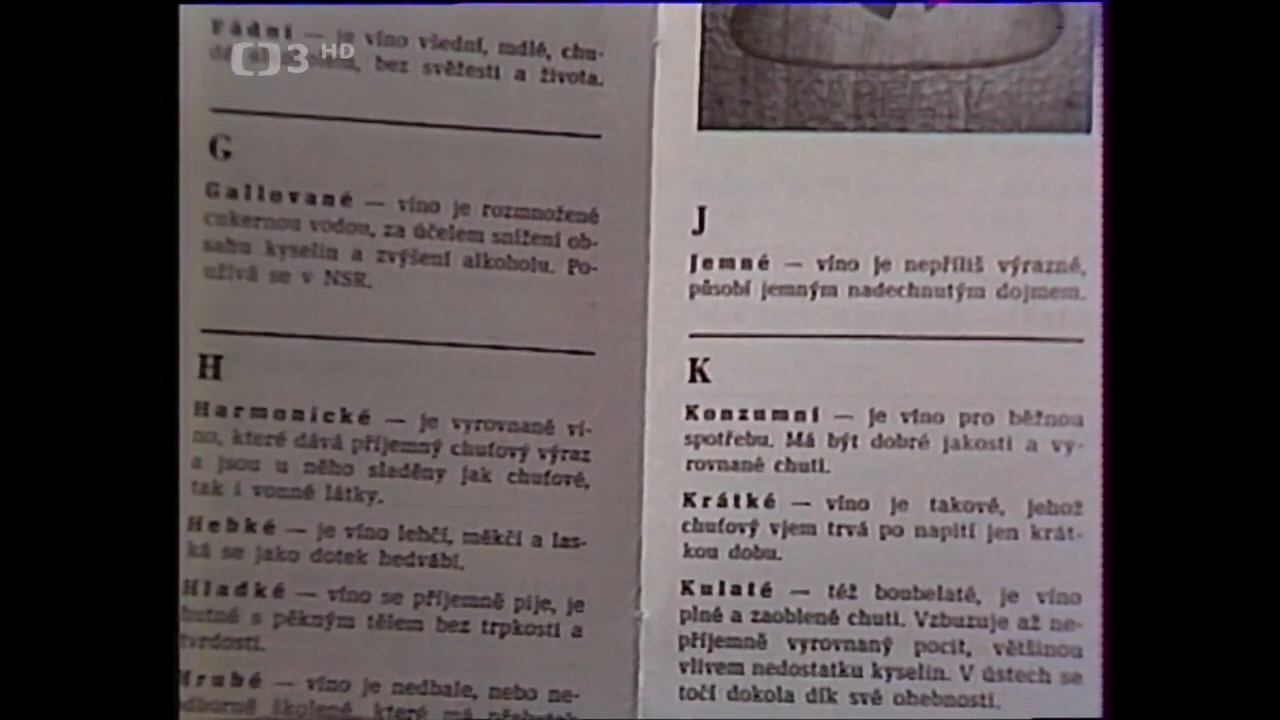 Fádní — je víno všední, mdlé, chu-
bez svěžesti a života.
G
Gallované — víno je rozmnožené
cukernou vodou, za účelem snížení ob-
sahu kyselin a zvýšení alkoholu. Po-
užívá se v NSR.
H
Harmonické — je vyrovnané ví-
no, které dává příjemný chuťový výraz
a jsou u něho sladěny jak chuťové,
tak i vonné látky.
Hebké — je víno lehčí, měkčí a las-
ká se jako dotek hedvábí.
Hladké — víno se příjemně pije, je
chutné s pěkným tělem bez trpkosti a
tvrdosti.
Hrubé — víno je nedbale, nebo ne-
odborně školené, které má
J
Jemné — víno je nepříliš výrazné,
působí jemným nadechnutým dojmem.
K
Konzumní — je víno pro běžnou
spotřebu. Má být dobré jakosti a vy-
rovnané chuti.
Krátké — víno je takové, jehož
chuťový vjem trvá po napití jen krát-
kou dobu.
Kulaté — též boubelaté, je víno
plné a zaoblené chuti. Vzbuzuje až ne-
příjemně vyrovnaný pocit, většinou
vlivem nedostatku kyselin. V ústech se
točí dokola dík své ohebnosti.
3 HD